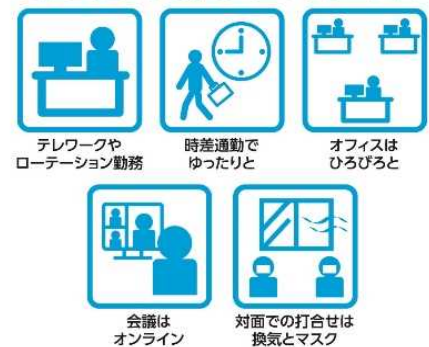 テレワークや
ローテーション勤務
時差通勤で
ゆったりと
オフィスは
ひろびろと
会議は
オンライン
対面での打合せは
換気とマスク